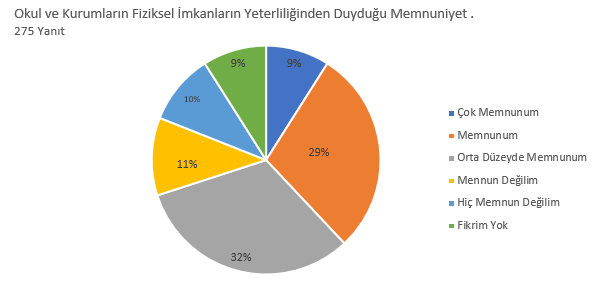 Okul ve Kurumların Fiziksel İmkanların Yeterliliğinden Duyduğu Memnuniyet .
275 Yanıt
9%
9%
10%
29%
11%
32%
Çok Memnunum
Memnunum
Orta Düzeyde Memnunum
Mennun Değilim
Hiç Memnun Değilim
Fikrim Yok